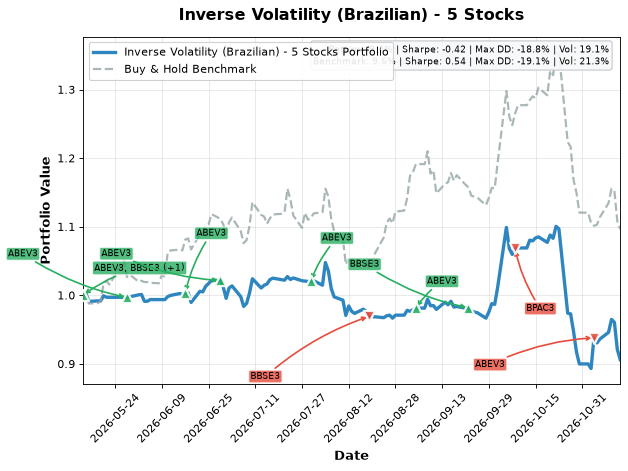 Inverse Volatility (Brazilian) - 5 Stocks
Inverse Volatility (Brazilian) - 5 Stocks Portfolio
Buy & Hold Benchmark
| Sharpe: -0.42 | Max DD: -18.8% | Vol: 19.1%
Benchmark: 9.6% | Sharpe: 0.54 | Max DD: -19.1% | Vol: 21.3%
Portfolio Value
1.3
1.2
1.1
1.0
0.9
ABEV3
ABEV3
ABEV3, BBSE3 (+1)
ABEV3
ABEV3
BBSE3
ABEV3
BBSE3
BPAC3
ABEV3
2026-05-24
2026-06-09
2026-06-25
2026-07-11
2026-07-27
2026-08-12
2026-08-28
2026-09-13
2026-09-29
2026-10-15
2026-10-31
Date